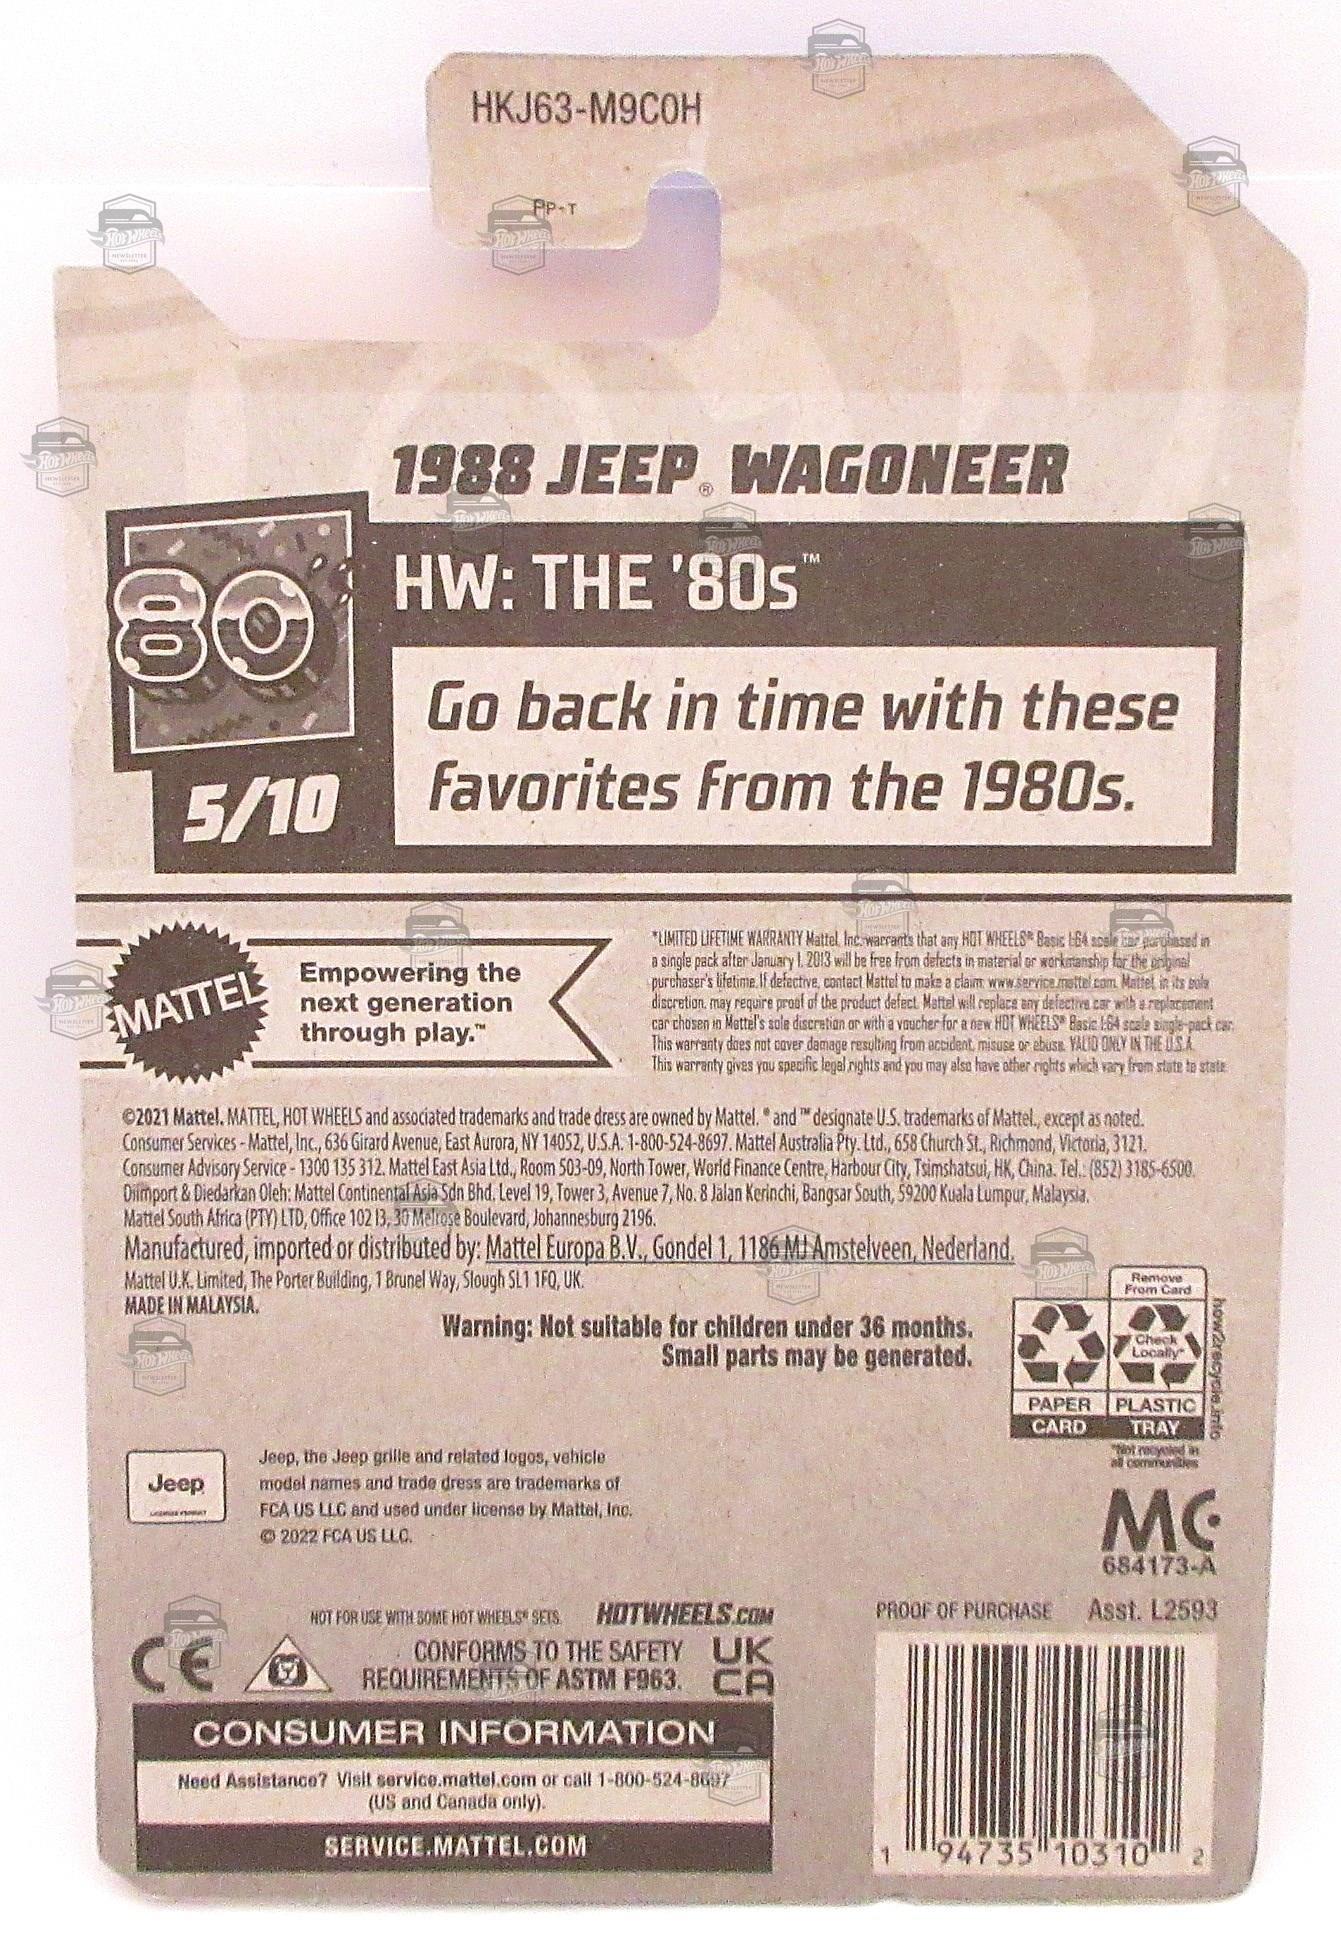 HKJ63-M9C0H
PP-T
1988 JEEP® WAGONEER
80
HW: THE '80s™
Go back in time with these
favorites from the 1980s.
5/10
MATTEL
Empowering the
next generation
through play.™
*LIMITED LIFETIME WARRANTY Mattel, Inc. warrants that any HOT WHEELS® Basic 1:64 scale car purchased in
a single pack after January 1, 2013 will be free from defects in material or workmanship for the original
purchaser's lifetime. If defective, contact Mattel to make a claim: www.service.mattel.com. Mattel, in its sole
discretion, may require proof of the product defect. Mattel will replace any defective car with a replacement
car chosen in Mattel's sole discretion or with a voucher for a new HOT WHEELS® Basic 1:64 scale single-pack car.
This warranty does not cover damage resulting from accident, misuse or abuse. VALID ONLY IN THE U.S.A.
This warranty gives you specific legal rights and you may also have other rights which vary from state to state.
©2021 Mattel. MATTEL, HOT WHEELS and associated trademarks and trade dress are owned by Mattel. ® and ™ designate U.S. trademarks of Mattel., except as noted.
Consumer Services - Mattel, Inc., 636 Girard Avenue, East Aurora, NY 14052, U.S.A. 1-800-524-8697. Mattel Australia Pty. Ltd., 658 Church St., Richmond, Victoria, 3121.
Consumer Advisory Service - 1300 135 312. Mattel East Asia Ltd., Room 503-09, North Tower, World Finance Centre, Harbour City, Tsimshatsui, HK, China. Tel.: (852) 3185-6500.
Diimport & Diedarkan Oleh: Mattel Continental Asia Sdn Bhd. Level 19, Tower 3, Avenue 7, No. 8 Jalan Kerinchi, Bangsar South, 59200 Kuala Lumpur, Malaysia.
Mattel South Africa (PTY) LTD, Office 102 I3, 30 Melrose Boulevard, Johannesburg 2196.
Manufactured, imported or distributed by: Mattel Europa B.V., Gondel 1, 1186 MJ Amstelveen, Nederland.
Mattel U.K. Limited, The Porter Building, 1 Brunel Way, Slough SL1 1FQ, UK.
MADE IN MALAYSIA.
Warning: Not suitable for children under 36 months.
Small parts may be generated.
Remove
From Card
Check
Locally*
PAPER
PLASTIC
CARD
TRAY
how2recycle.info
*Not recycled in
all communities
Jeep
LICENSED PRODUCT
Jeep, the Jeep grille and related logos, vehicle
model names and trade dress are trademarks of
FCA US LLC and used under license by Mattel, Inc.
© 2022 FCA US LLC.
MC
684173-A
NOT FOR USE WITH SOME HOT WHEELS® SETS.
HOTWHEELS.COM
PROOF OF PURCHASE
Asst. L2593
CE
CONFORMS TO THE SAFETY
REQUIREMENTS OF ASTM F963.
UK
CA
CONSUMER INFORMATION
Need Assistance? Visit service.mattel.com or call 1-800-524-8697
(US and Canada only).
SERVICE.MATTEL.COM
1 94735 10310 2
HOT WHEELS
NEWSLETTER